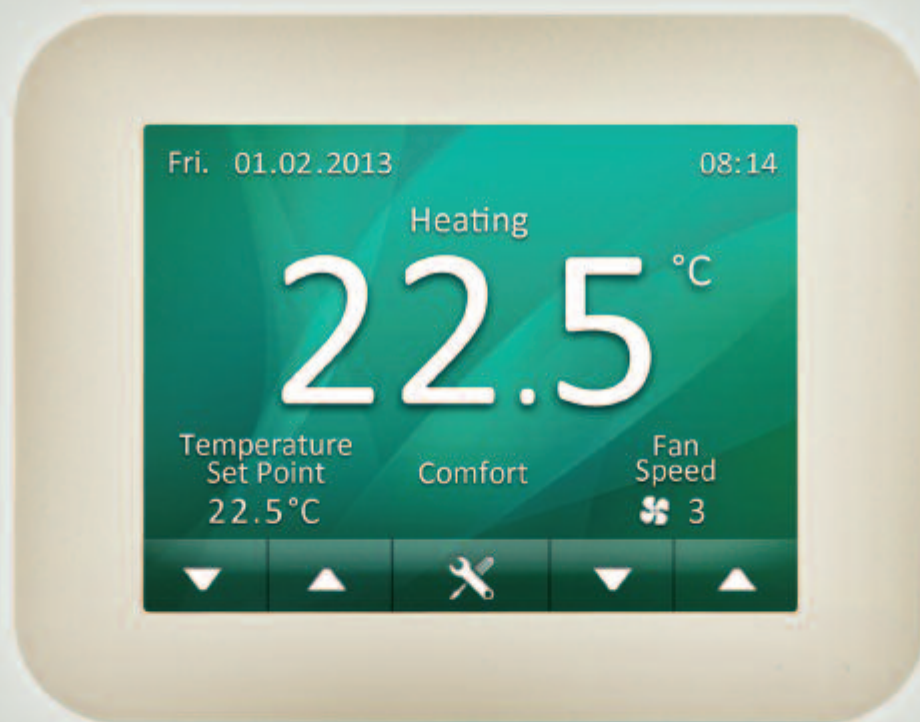 Fri. 01.02.2013 08:14
Heating
22.5 °C
Temperature
Set Point
22.5°C
Comfort
Fan
Speed
3